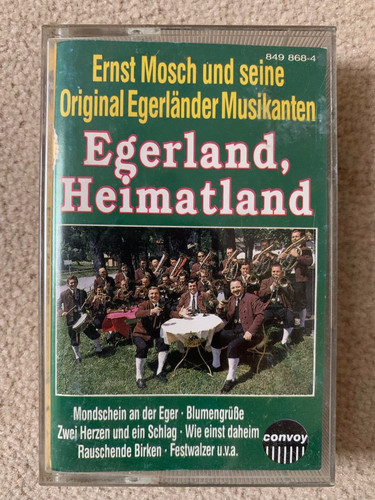 849 868-4
Ernst Mosch und seine
Original Egerländer Musikanten
Egerland,
Heimatland
Mondschein an der Eger · Blumengrüße
Zwei Herzen und ein Schlag · Wie einst daheim
Rauschende Birken · Festwalzer u.v.a.
convoy